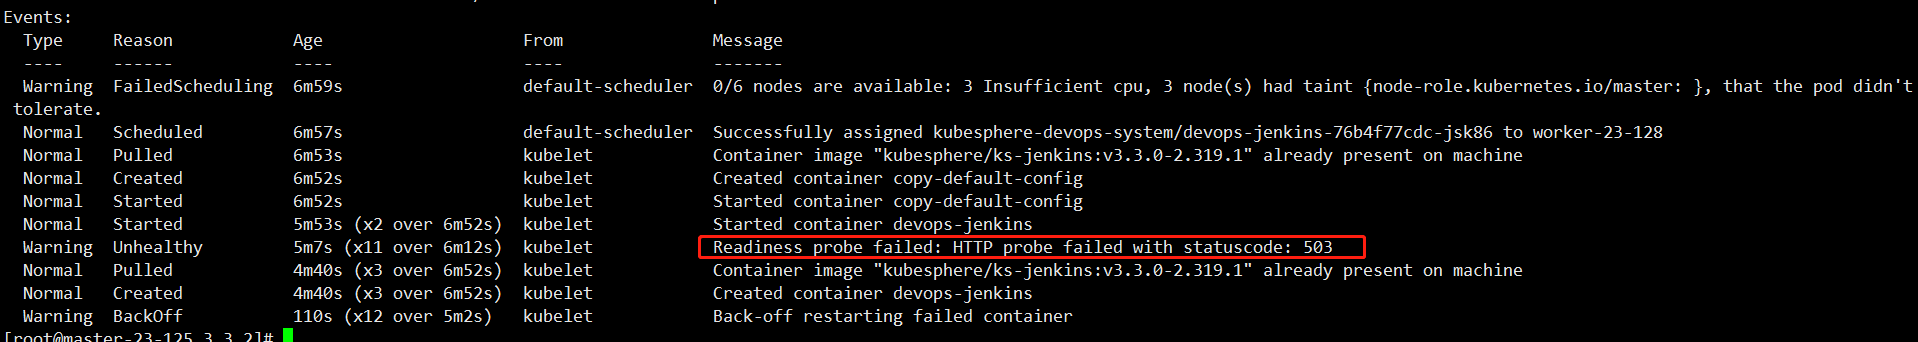 Events:
Type Reason Age From Message
---- ------ ---- ---- -------
Warning FailedScheduling 6m59s default-scheduler 0/6 nodes are available: 3 Insufficient cpu, 3 node(s) had taint {node-role.kubernetes.io/master: }, that the pod didn't
tolerate.
Normal Scheduled 6m57s default-scheduler Successfully assigned kubesphere-devops-system/devops-jenkins-76b4f77cdc-jsk86 to worker-23-128
Normal Pulled 6m53s kubelet Container image "kubesphere/ks-jenkins:v3.3.0-2.319.1" already present on machine
Normal Created 6m52s kubelet Created container copy-default-config
Normal Started 6m52s kubelet Started container copy-default-config
Normal Started 5m53s (x2 over 6m52s) kubelet Started container devops-jenkins
Warning Unhealthy 5m7s (x11 over 6m12s) kubelet Readiness probe failed: HTTP probe failed with statuscode: 503
Normal Pulled 4m40s (x3 over 6m52s) kubelet Container image "kubesphere/ks-jenkins:v3.3.0-2.319.1" already present on machine
Normal Created 4m40s (x3 over 6m52s) kubelet Created container devops-jenkins
Warning BackOff 110s (x12 over 5m2s) kubelet Back-off restarting failed container
[root@master-23-125 3.3.2]#